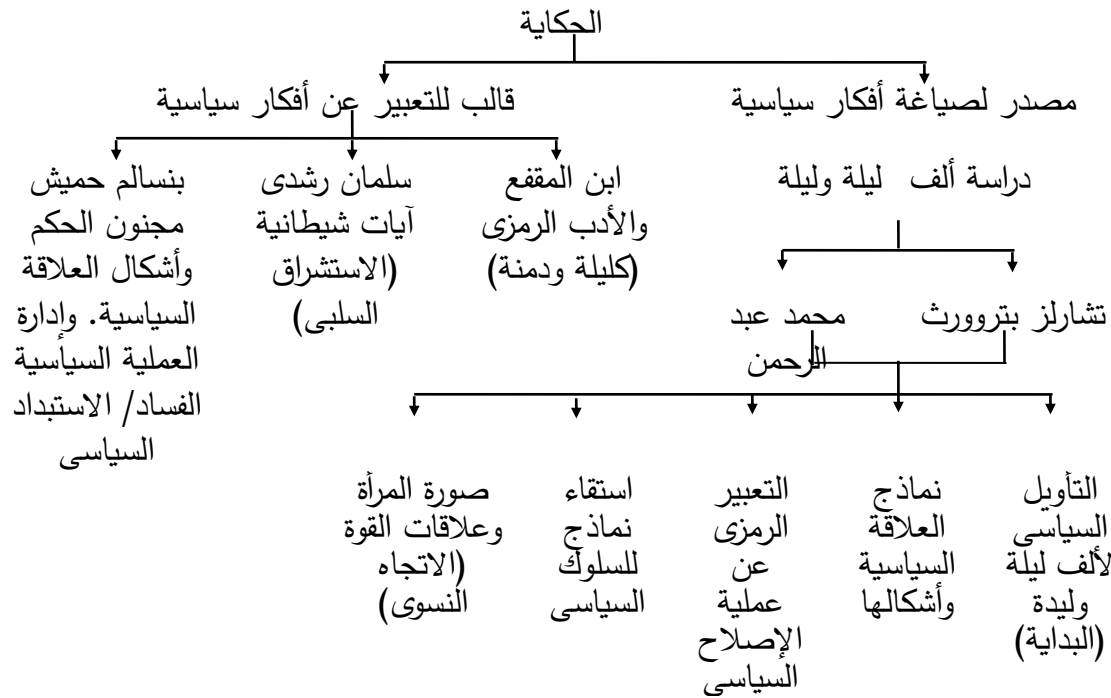 الحكاية
مصدر لصياغة أفكار سياسية
قالب للتعبير عن أفكار سياسية
دراسة ألف ليلة وليلة
ابن المقفع
والأدب الرمزى
(كليلة ودمنة)
سلمان رشدى
آيات شيطانية
(الاستشراق
السلبى)
بنسالم حميش
مجنون الحكم
وأشكال العلاقة
السياسية. وإدارة
العملية السياسية
الفساد/ الاستبداد
السياسى
تشارلز بتروورث
محمد عبد
الرحمن
التأويل
السياسى
لألف ليلة
وليدة
(البداية)
نماذج
العلاقة
السياسية
وأشكالها
التعبير
الرمزى
عن
عملية
الإصلاح
السياسى
استقاء
نماذج
للسلوك
السياسى
صورة المرأة
وعلاقات القوة
(الاتجاه
النسوى)